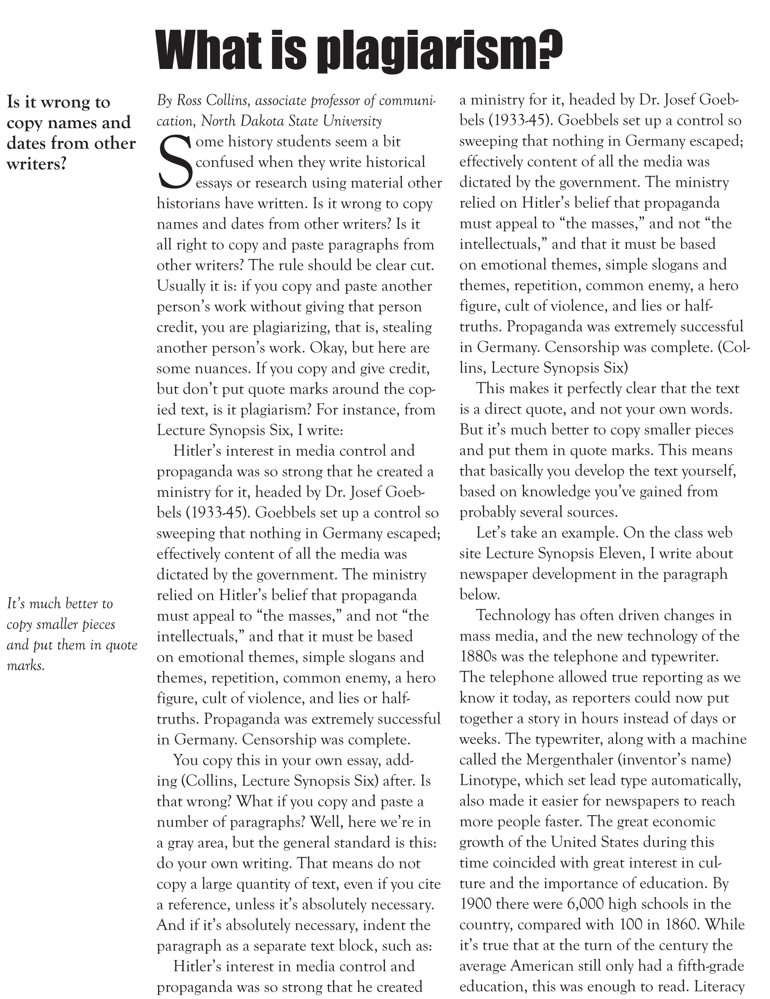 What is plagiarism?
Is it wrong to
copy names and
dates from other
writers?
It’s much better to
copy smaller pieces
and put them in quote
marks.
By Ross Collins, associate professor of communi-
cation, North Dakota State University
Some history students seem a bit
confused when they write historical
essays or research using material other
historians have written. Is it wrong to copy
names and dates from other writers? Is it
all right to copy and paste paragraphs from
other writers? The rule should be clear cut.
Usually it is: if you copy and paste another
person’s work without giving that person
credit, you are plagiarizing, that is, stealing
another person’s work. Okay, but here are
some nuances. If you copy and give credit,
but don’t put quote marks around the cop-
ied text, is it plagiarism? For instance, from
Lecture Synopsis Six, I write:
Hitler’s interest in media control and
propaganda was so strong that he created a
ministry for it, headed by Dr. Josef Goeb-
bels (1933-45). Goebbels set up a control so
sweeping that nothing in Germany escaped;
effectively content of all the media was
dictated by the government. The ministry
relied on Hitler’s belief that propaganda
must appeal to “the masses,” and not “the
intellectuals,” and that it must be based
on emotional themes, simple slogans and
themes, repetition, common enemy, a hero
figure, cult of violence, and lies or half-
truths. Propaganda was extremely successful
in Germany. Censorship was complete.
You copy this in your own essay, add-
ing (Collins, Lecture Synopsis Six) after. Is
that wrong? What if you copy and paste a
number of paragraphs? Well, here we’re in
a gray area, but the general standard is this:
do your own writing. That means do not
copy a large quantity of text, even if you cite
a reference, unless it’s absolutely necessary.
And if it’s absolutely necessary, indent the
paragraph as a separate text block, such as:
Hitler’s interest in media control and
propaganda was so strong that he created
a ministry for it, headed by Dr. Josef Goeb-
bels (1933-45). Goebbels set up a control so
sweeping that nothing in Germany escaped;
effectively content of all the media was
dictated by the government. The ministry
relied on Hitler’s belief that propaganda
must appeal to “the masses,” and not “the
intellectuals,” and that it must be based
on emotional themes, simple slogans and
themes, repetition, common enemy, a hero
figure, cult of violence, and lies or half-
truths. Propaganda was extremely successful
in Germany. Censorship was complete. (Col-
lins, Lecture Synopsis Six)
This makes it perfectly clear that the text
is a direct quote, and not your own words.
But it’s much better to copy smaller pieces
and put them in quote marks. This means
that basically you develop the text yourself,
based on knowledge you’ve gained from
probably several sources.
Let’s take an example. On the class web
site Lecture Synopsis Eleven, I write about
newspaper development in the paragraph
below.
Technology has often driven changes in
mass media, and the new technology of the
1880s was the telephone and typewriter.
The telephone allowed true reporting as we
know it today, as reporters could now put
together a story in hours instead of days or
weeks. The typewriter, along with a machine
called the Mergenthaler (inventor’s name)
Linotype, which set lead type automatically,
also made it easier for newspapers to reach
more people faster. The great economic
growth of the United States during this
time coincided with great interest in cul-
ture and the importance of education. By
1900 there were 6,000 high schools in the
country, compared with 100 in 1860. While
it’s true that at the turn of the century the
average American still only had a fifth-grade
education, this was enough to read. Literacy